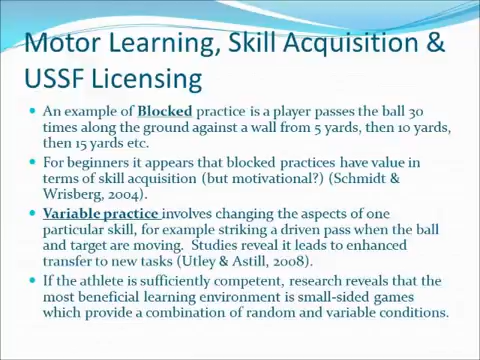 Motor Learning, Skill Acquisition &
USSF Licensing
An example of Blocked practice is a player passes the ball 30
times along the ground against a wall from 5 yards, then 10 yards,
then 15 yards etc.
For beginners it appears that blocked practices have value in
terms of skill acquisition (but motivational?) (Schmidt &
Wrisberg, 2004).
Variable practice involves changing the aspects of one
particular skill, for example striking a driven pass when the ball
and target are moving. Studies reveal it leads to enhanced
transfer to new tasks (Utley & Astill, 2008).
If the athlete is sufficiently competent, research reveals that the
most beneficial learning environment is small-sided games
which provide a combination of random and variable conditions.